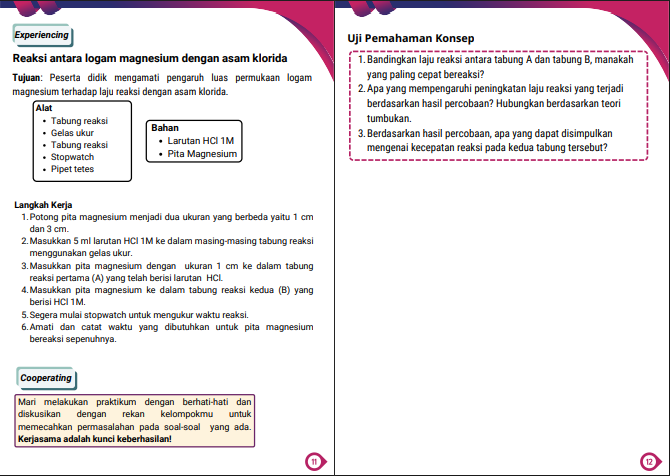 Experiencing
Reaksi antara logam magnesium dengan asam klorida
Tujuan: Peserta didik mengamati pengaruh luas permukaan logam
magnesium terhadap laju reaksi dengan asam klorida.
Alat
• Tabung reaksi
• Gelas ukur
• Tabung reaksi
• Stopwatch
• Pipet tetes
Bahan
• Larutan HCl 1M
• Pita Magnesium
Langkah Kerja
1. Potong pita magnesium menjadi dua ukuran yang berbeda yaitu 1 cm
dan 3 cm.
2. Masukkan 5 ml larutan HCl 1M ke dalam masing-masing tabung reaksi
menggunakan gelas ukur.
3. Masukkan pita magnesium dengan ukuran 1 cm ke dalam tabung
reaksi pertama (A) yang telah berisi larutan HCl.
4. Masukkan pita magnesium ke dalam tabung reaksi kedua (B) yang
berisi HCl 1M.
5. Segera mulai stopwatch untuk mengukur waktu reaksi.
6. Amati dan catat waktu yang dibutuhkan untuk pita magnesium
bereaksi sepenuhnya.
Cooperating
Mari melakukan praktikum dengan berhati-hati dan
diskusikan dengan rekan kelompokmu untuk
memecahkan permasalahan pada soal-soal yang ada.
Kerjasama adalah kunci keberhasilan!
11
Uji Pemahaman Konsep
1. Bandingkan laju reaksi antara tabung A dan tabung B, manakah
yang paling cepat bereaksi?
2. Apa yang mempengaruhi peningkatan laju reaksi yang terjadi
berdasarkan hasil percobaan? Hubungkan berdasarkan teori
tumbukan.
3. Berdasarkan hasil percobaan, apa yang dapat disimpulkan
mengenai kecepatan reaksi pada kedua tabung tersebut?
12